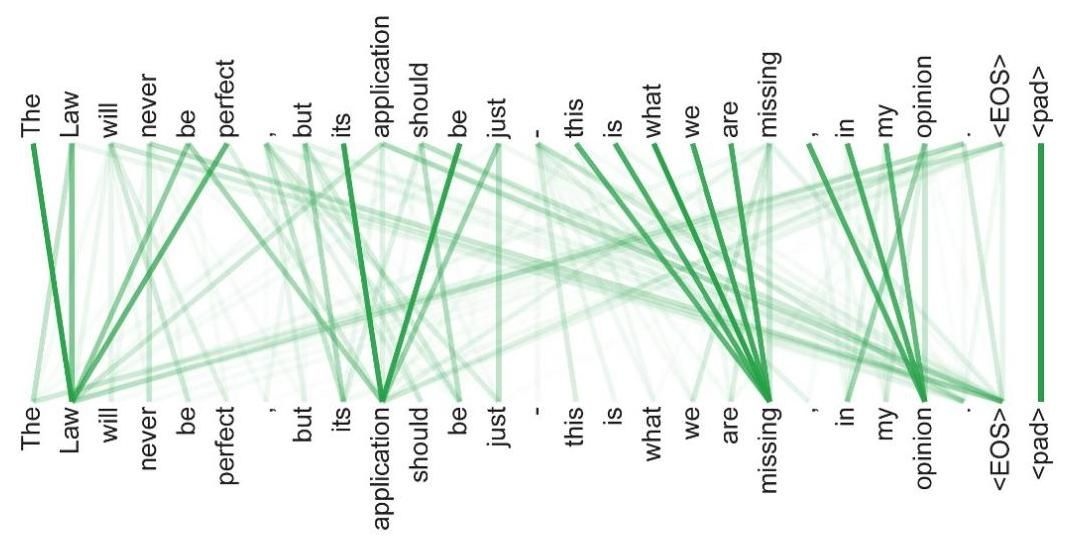 The Law will never be perfect , but its application should be just - this is what we are missing , in my opinion . <EOS> <pad>
The Law will never be perfect , but its application should be just - this is what we are missing , in my opinion . <EOS> <pad>